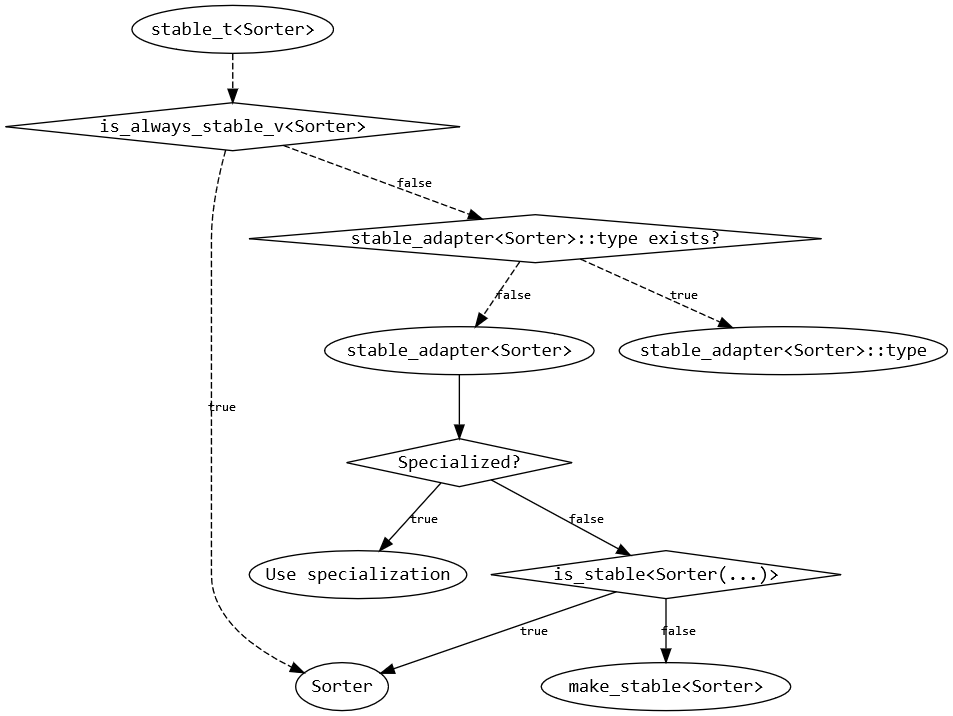 stable_t<Sorter>
is_always_stable_v<Sorter>
false
stable_adapter<Sorter>::type exists?
false
true
stable_adapter<Sorter>
stable_adapter<Sorter>::type
true
Specialized?
true
false
Use specialization
is_stable<Sorter(...)>
true
false
Sorter
make_stable<Sorter>